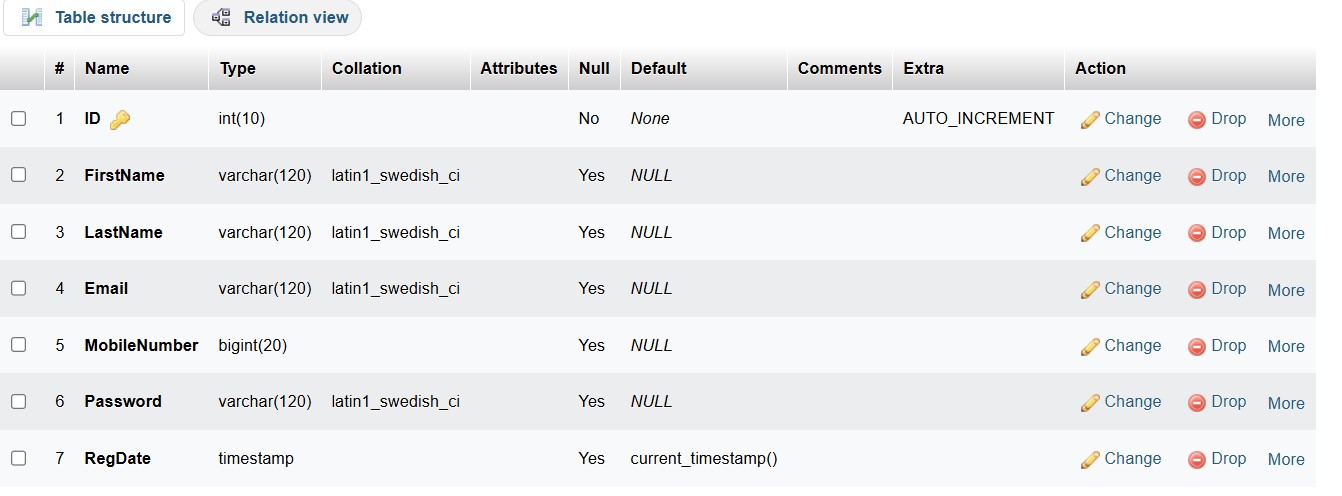 Table structure Relation view
# Name Type Collation Attributes Null Default Comments Extra Action
1 ID int(10) No None AUTO_INCREMENT Change Drop More
2 FirstName varchar(120) latin1_swedish_ci Yes NULL Change Drop More
3 LastName varchar(120) latin1_swedish_ci Yes NULL Change Drop More
4 Email varchar(120) latin1_swedish_ci Yes NULL Change Drop More
5 MobileNumber bigint(20) Yes NULL Change Drop More
6 Password varchar(120) latin1_swedish_ci Yes NULL Change Drop More
7 RegDate timestamp Yes current_timestamp() Change Drop More